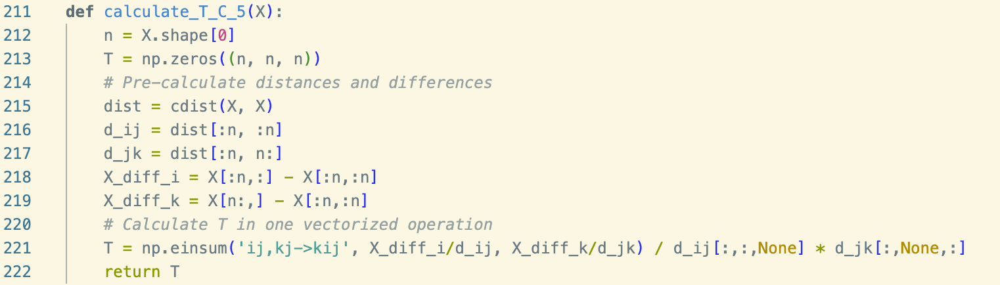 211 def calculate_T_C_5(X):
212     n = X.shape[0]
213     T = np.zeros((n, n, n))
214     # Pre-calculate distances and differences
215     dist = cdist(X, X)
216     d_ij = dist[:n, :n]
217     d_jk = dist[:n, n:]
218     X_diff_i = X[:n,:] - X[:n,:n]
219     X_diff_k = X[n:,] - X[:n,:n]
220     # Calculate T in one vectorized operation
221     T = np.einsum('ij,kj->kij', X_diff_i/d_ij, X_diff_k/d_jk) / d_ij[:,:,None] * d_jk[:,None,:]
222     return T